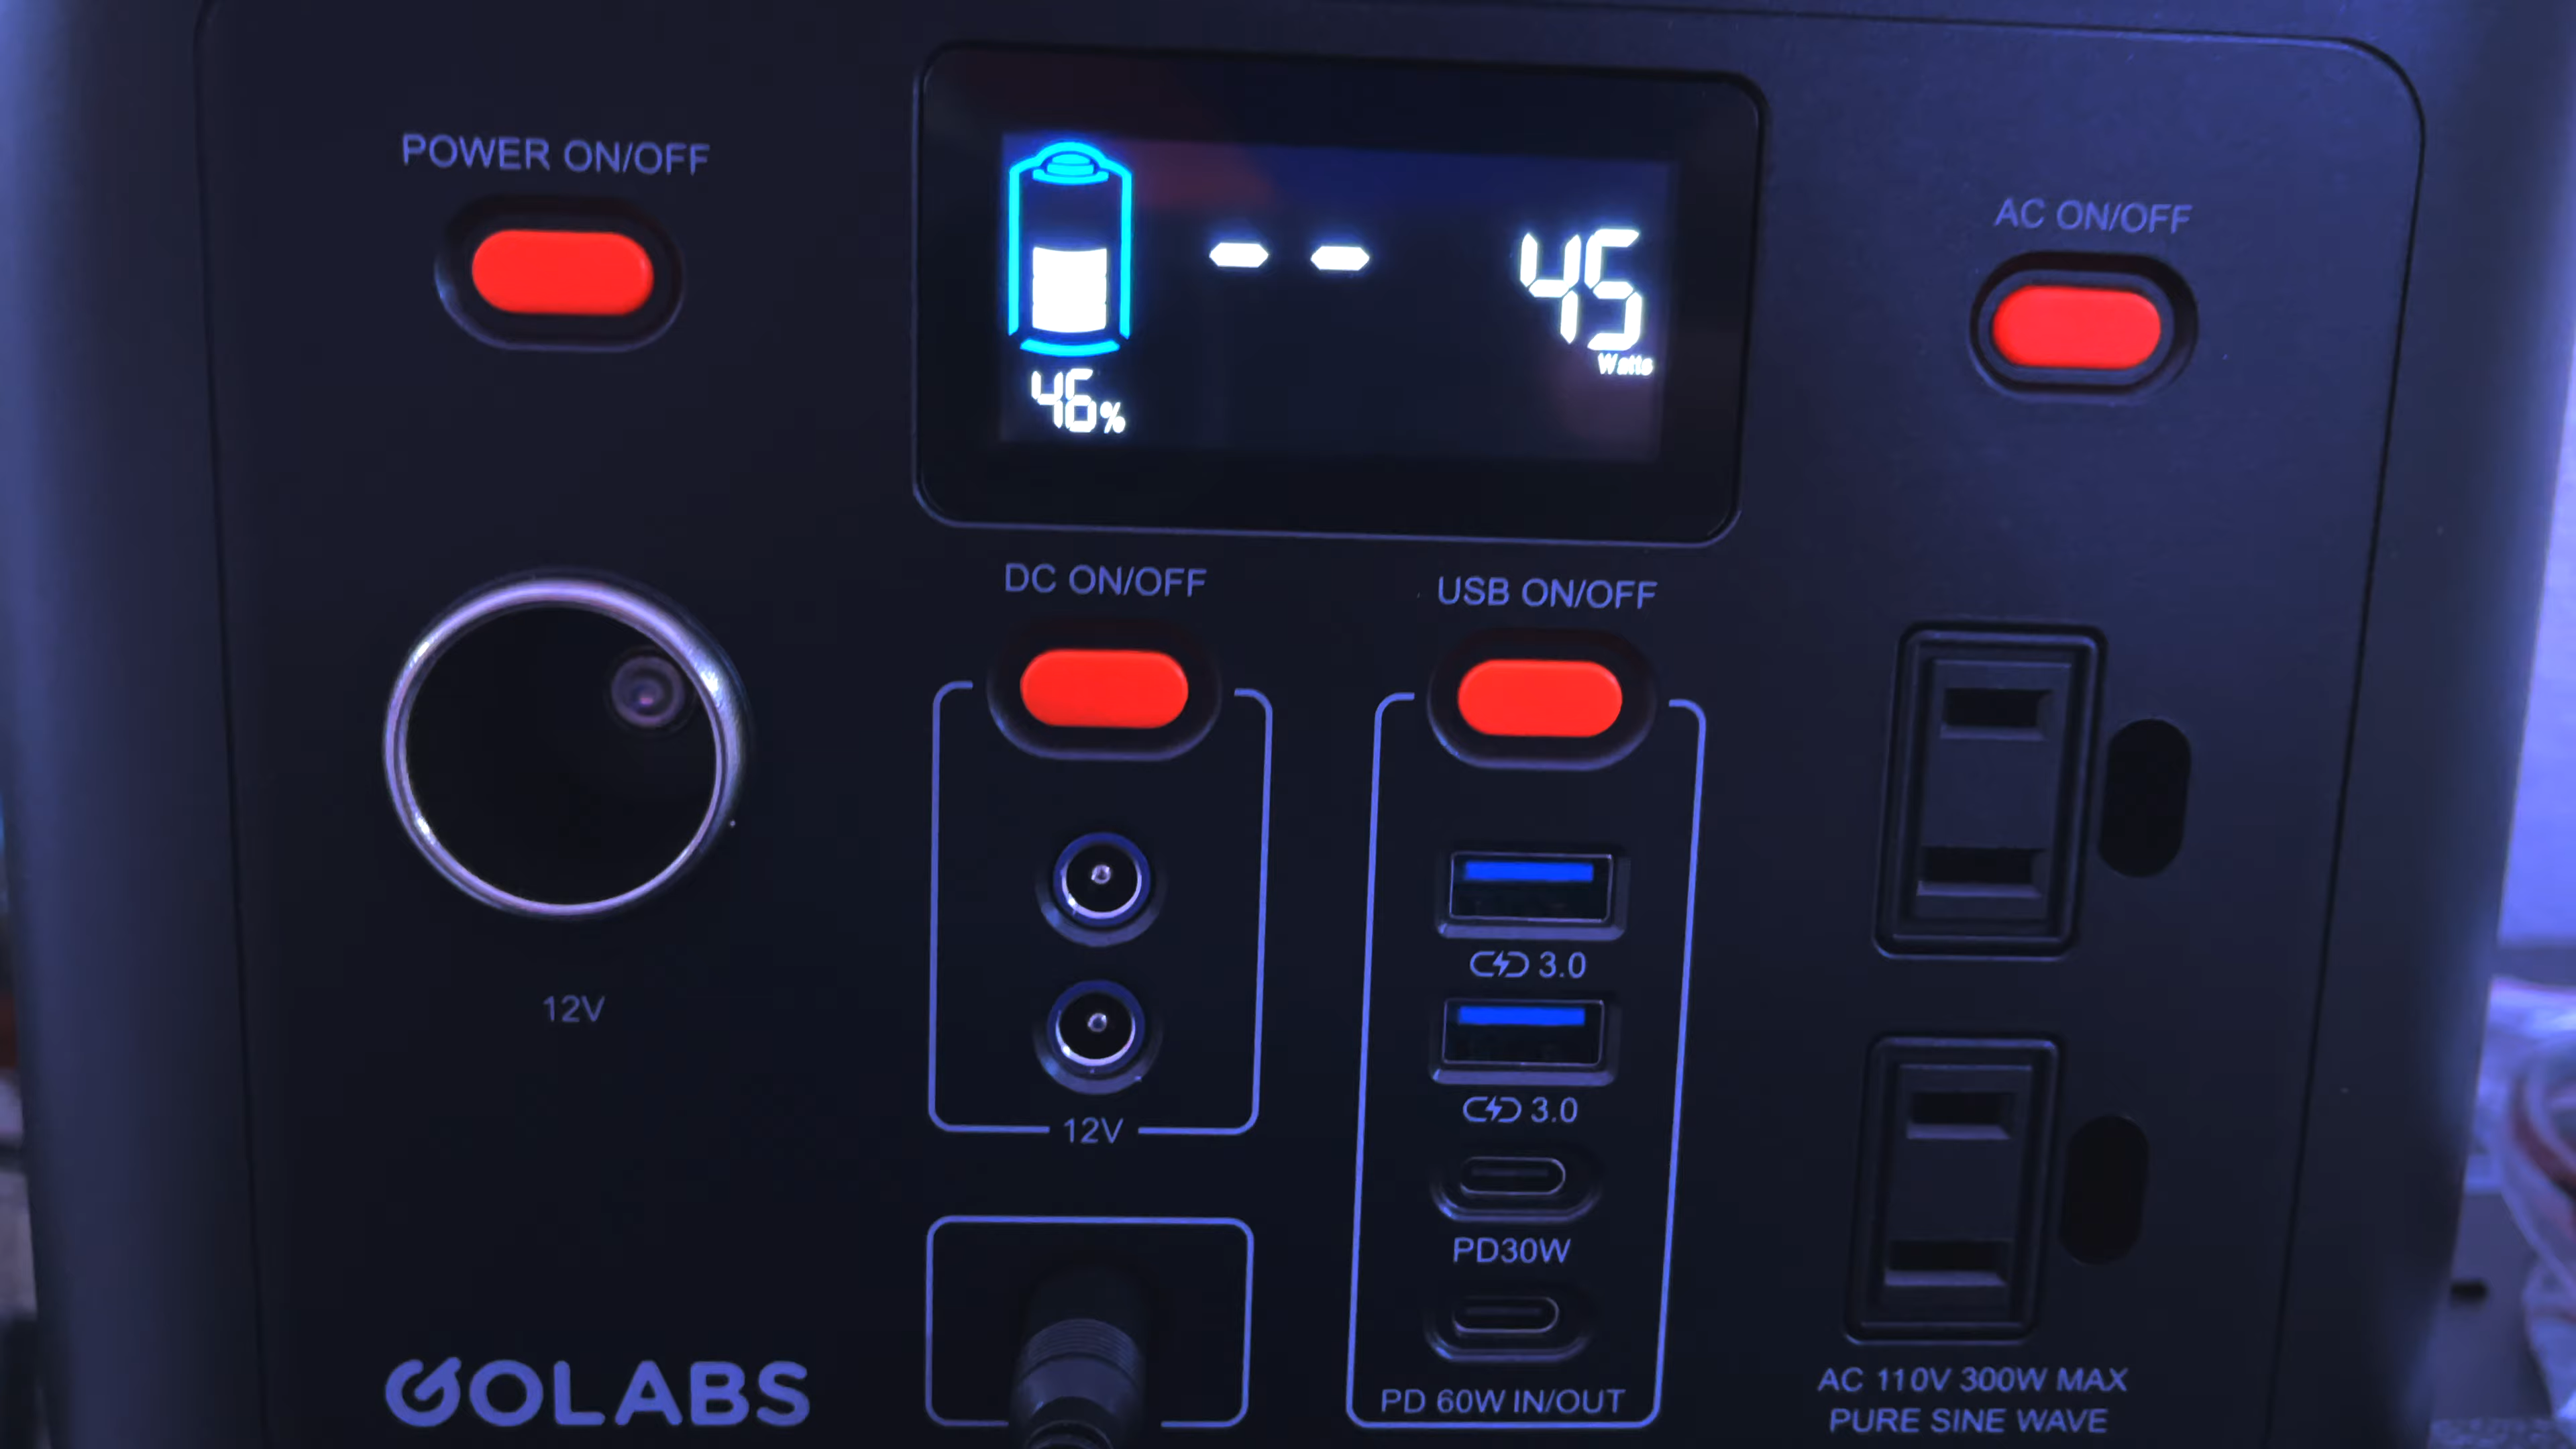 POWER ON/OFF
-- 45
Watts
46%
AC ON/OFF
DC ON/OFF
USB ON/OFF
12V
3.0
3.0
12V
PD30W
PD 60W IN/OUT
GOLABS
AC 110V 300W MAX
PURE SINE WAVE